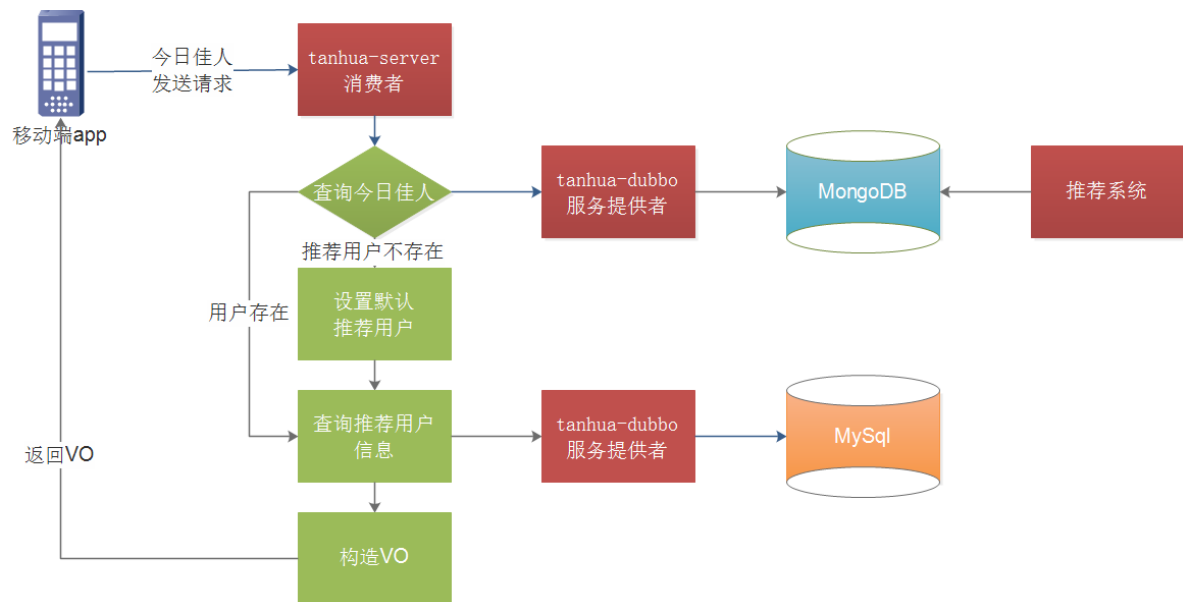 今日佳人
发送请求
tanhua-server
消费者
移动端app
查询今日佳人
tanhua-dubbo
服务提供者
MongoDB
推荐系统
推荐用户不存在
用户存在
设置默认
推荐用户
查询推荐用户
信息
tanhua-dubbo
服务提供者
MySql
返回VO
构造VO